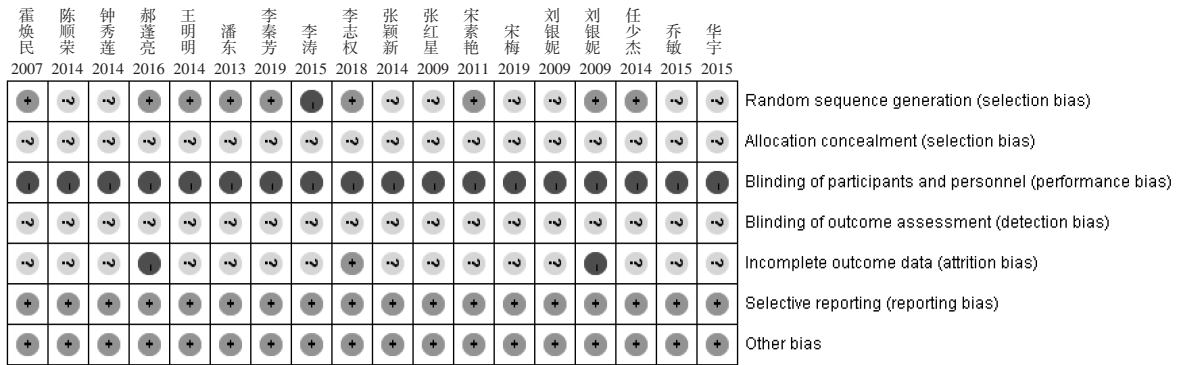 霍焕民 2007
陈顺荣 2014
钟秀莲 2014
郝蓬亮 2016
王明明 2014
潘东 2013
李秦芳 2019
李涛 2015
李志权 2018
张颖新 2014
张红星 2009
宋素艳 2011
宋梅 2019
刘银妮 2009
刘银妮 2009
任少杰 2014
乔敏 2015
华宇 2015
+ ? ? + + + + - + ? ? + ? ? + + ? ? Random sequence generation (selection bias)
? ? ? ? ? ? ? ? ? ? ? ? ? ? ? ? ? ? Allocation concealment (selection bias)
- - - - - - - - - - - - - - - - - - Blinding of participants and personnel (performance bias)
? ? ? ? ? ? ? ? ? ? ? ? ? ? ? ? ? ? Blinding of outcome assessment (detection bias)
? ? ? - ? ? ? ? + ? ? ? ? ? - ? ? ? Incomplete outcome data (attrition bias)
+ + + + + + + + + + + + + + + + + + Selective reporting (reporting bias)
+ + + + + + + + + + + + + + + + + + Other bias